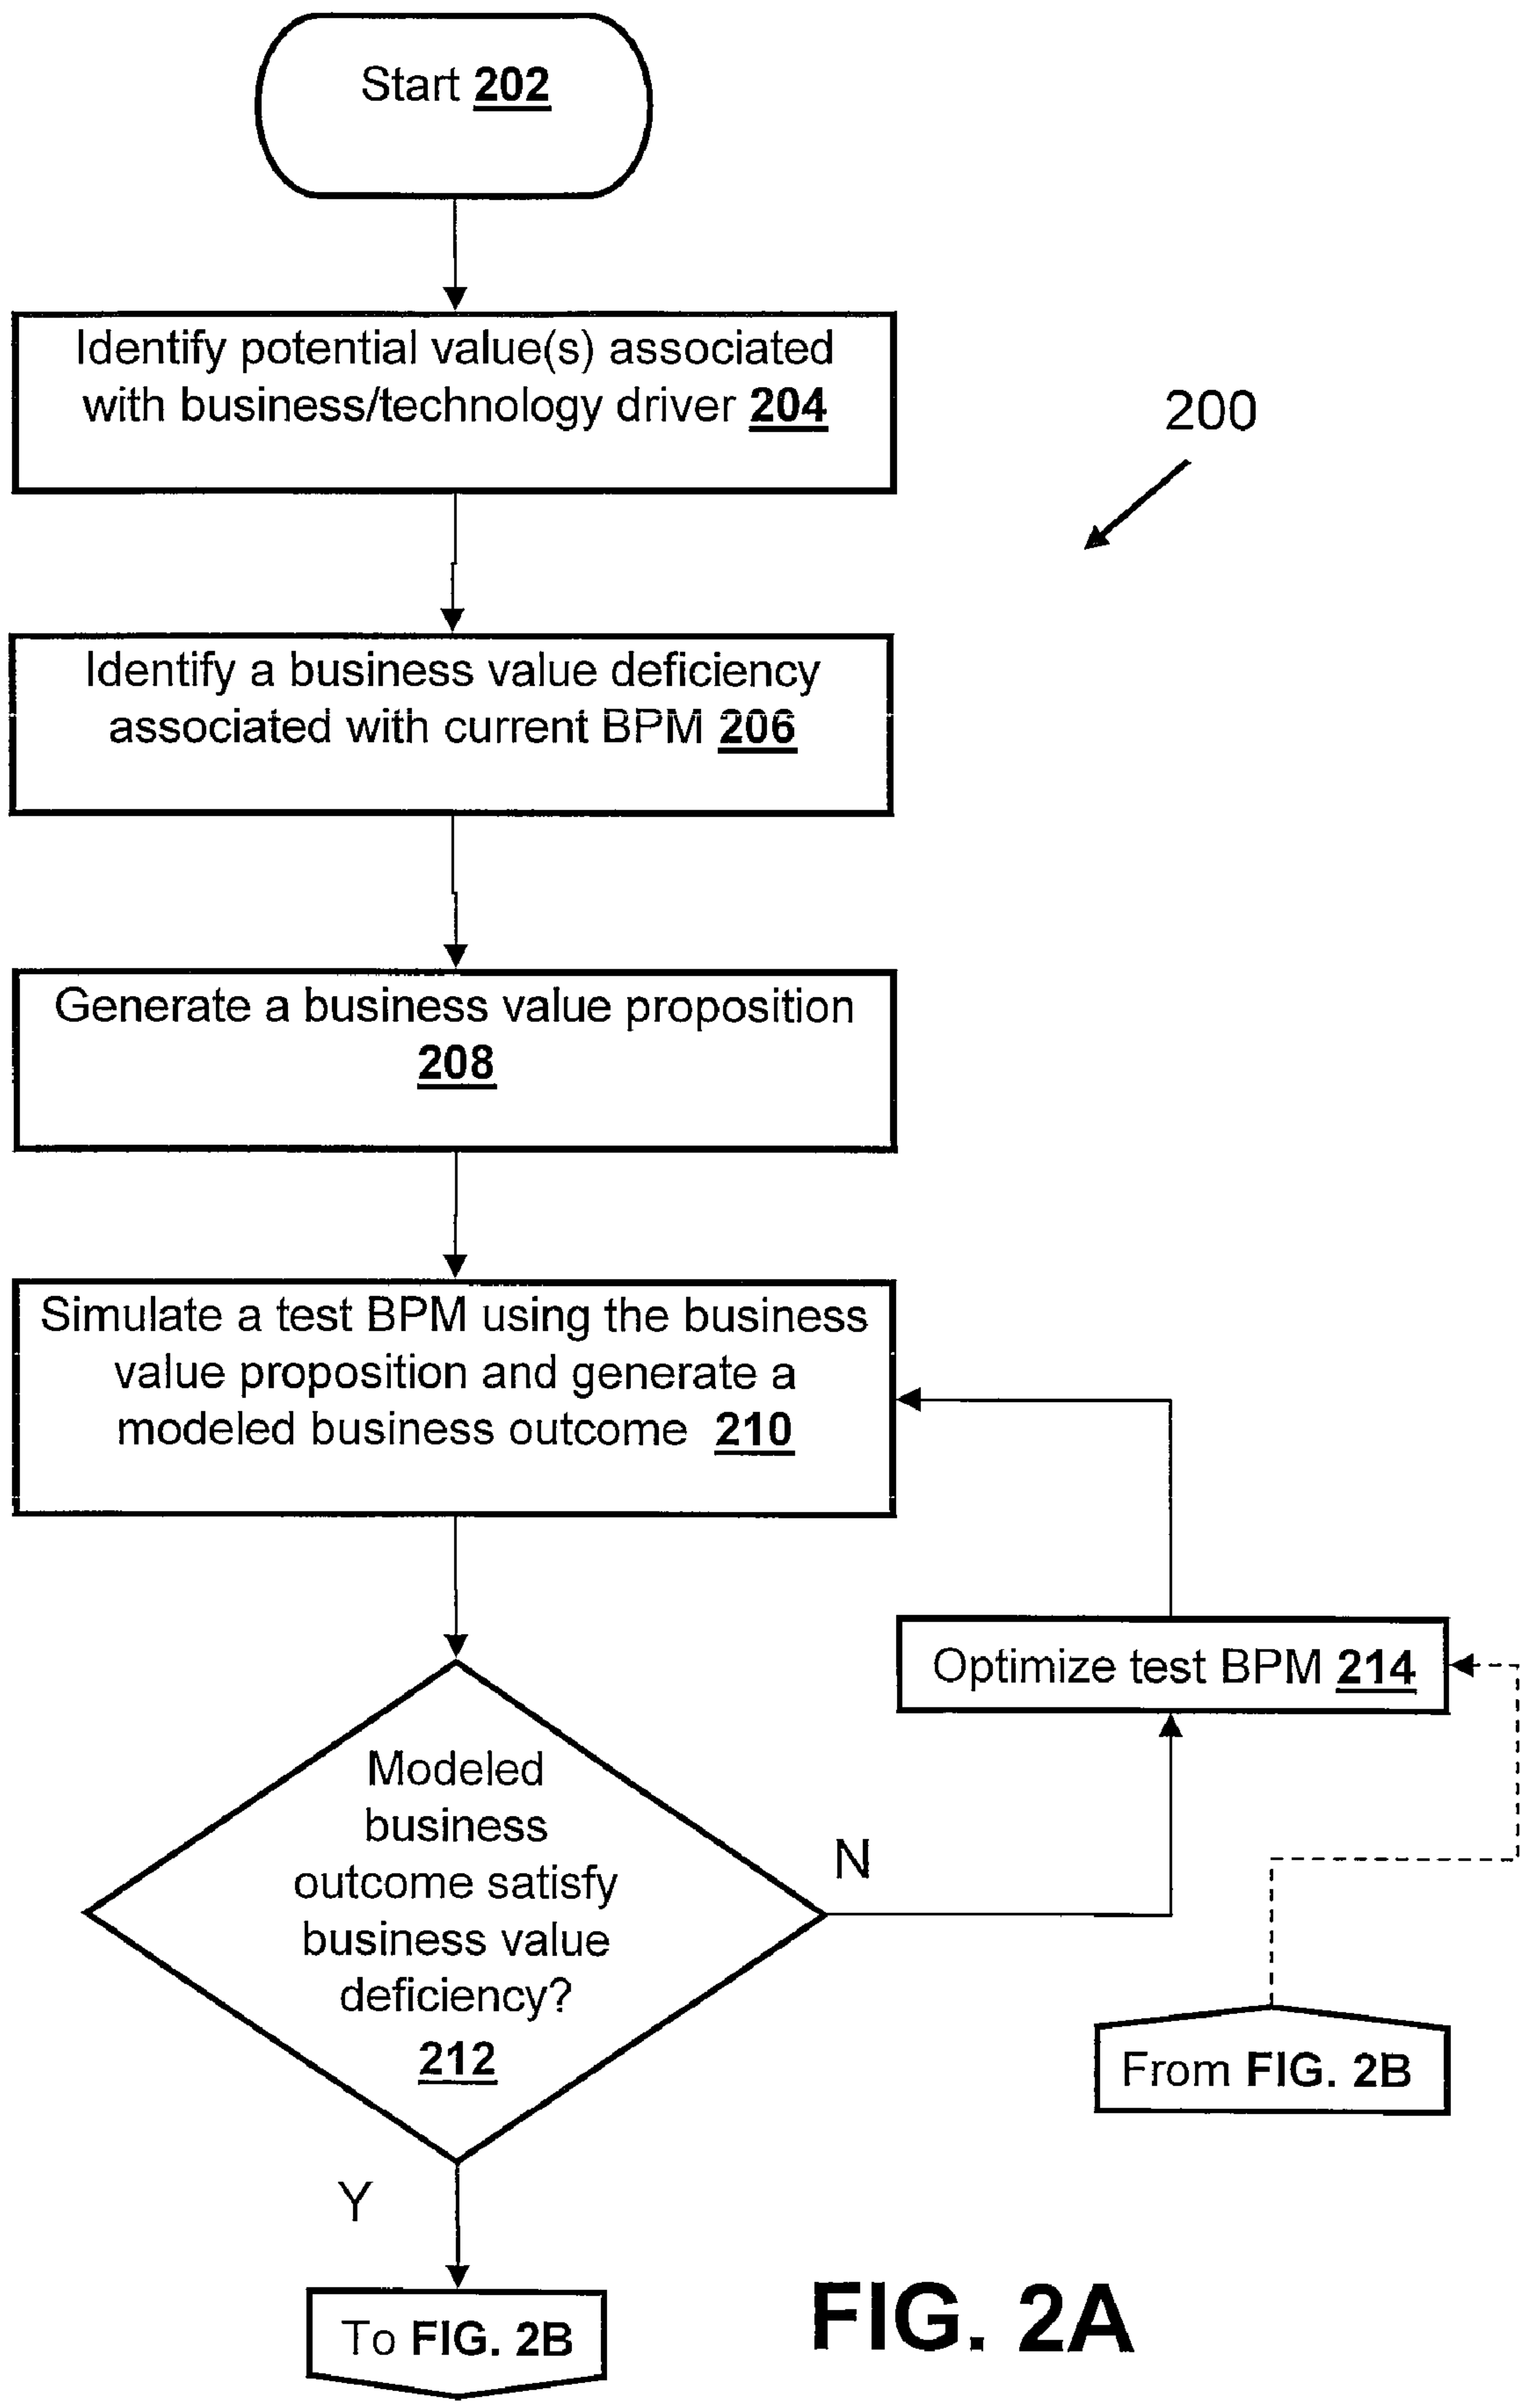 Start 202
Identify potential value(s) associated
with business/technology driver 204
200
Identify a business value deficiency
associated with current BPM 206
Generate a business value proposition
208
Simulate a test BPM using the business
value proposition and generate a
modeled business outcome 210
Optimize test BPM 214
Modeled
business
outcome satisfy
business value
deficiency?
212
N
From FIG. 2B
Y
To FIG. 2B
FIG. 2A